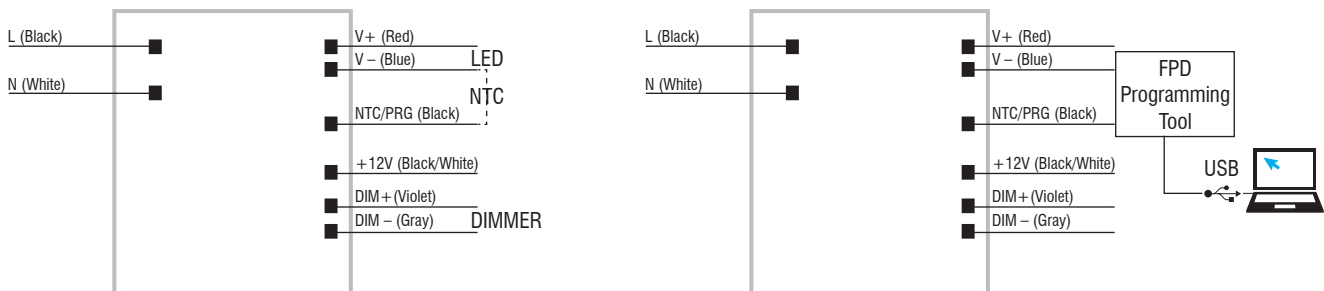 L (Black)
N (White)
V+ (Red)
V – (Blue)
LED
NTC
NTC/PRG (Black)
+12V (Black/White)
DIM+(Violet)
DIM – (Gray)
DIMMER
L (Black)
N (White)
V+ (Red)
V – (Blue)
NTC/PRG (Black)
+12V (Black/White)
DIM+(Violet)
DIM – (Gray)
FPD
Programming
Tool
USB